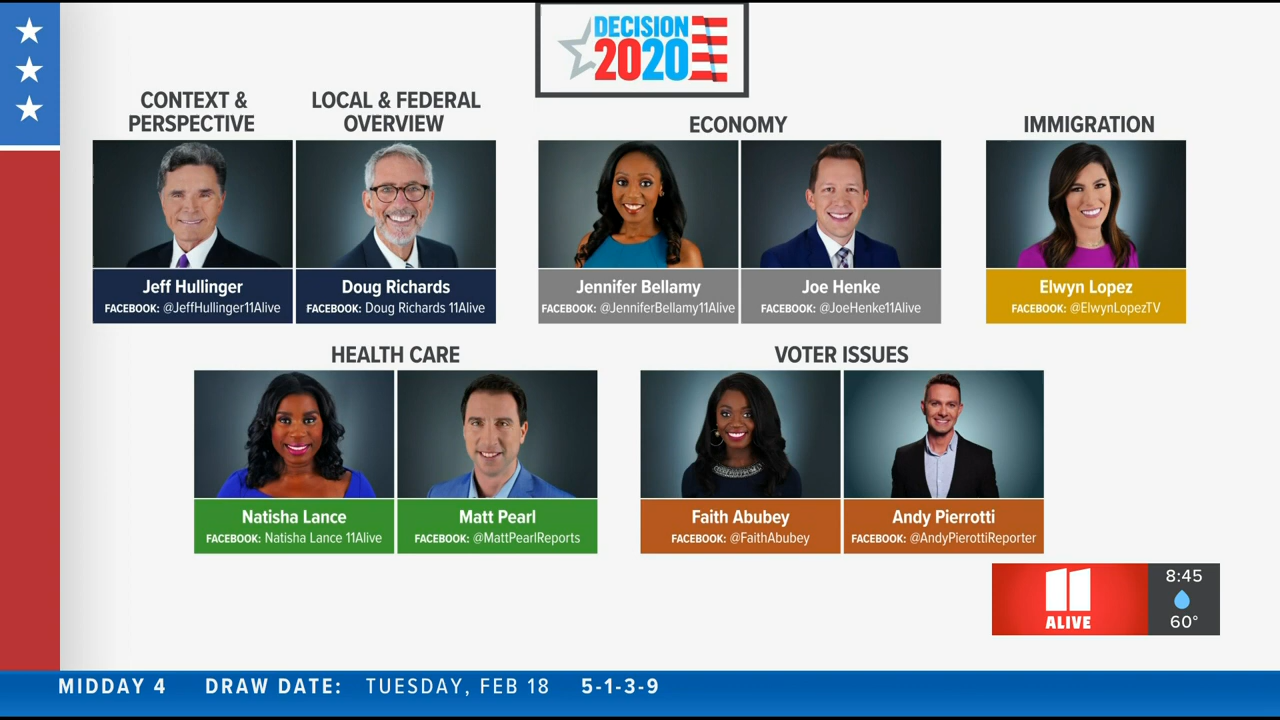 DECISION
2020
CONTEXT &
PERSPECTIVE
LOCAL & FEDERAL
OVERVIEW
ECONOMY
IMMIGRATION
Jeff Hullinger
FACEBOOK: @JeffHullinger11Alive
Doug Richards
FACEBOOK: Doug Richards 11Alive
Jennifer Bellamy
FACEBOOK: @JenniferBellamy11Alive
Joe Henke
FACEBOOK: @JoeHenke11Alive
Elwyn Lopez
FACEBOOK: @ElwynLopezTV
HEALTH CARE
VOTER ISSUES
Natisha Lance
FACEBOOK: Natisha Lance 11Alive
Matt Pearl
FACEBOOK: @MattPearlReports
Faith Abubey
FACEBOOK: @FaithAbubey
Andy Pierrotti
FACEBOOK: @AndyPierottiReporter
11
ALIVE
8:45
60°
MIDDAY 4 DRAW DATE: TUESDAY, FEB 18 5-1-3-9